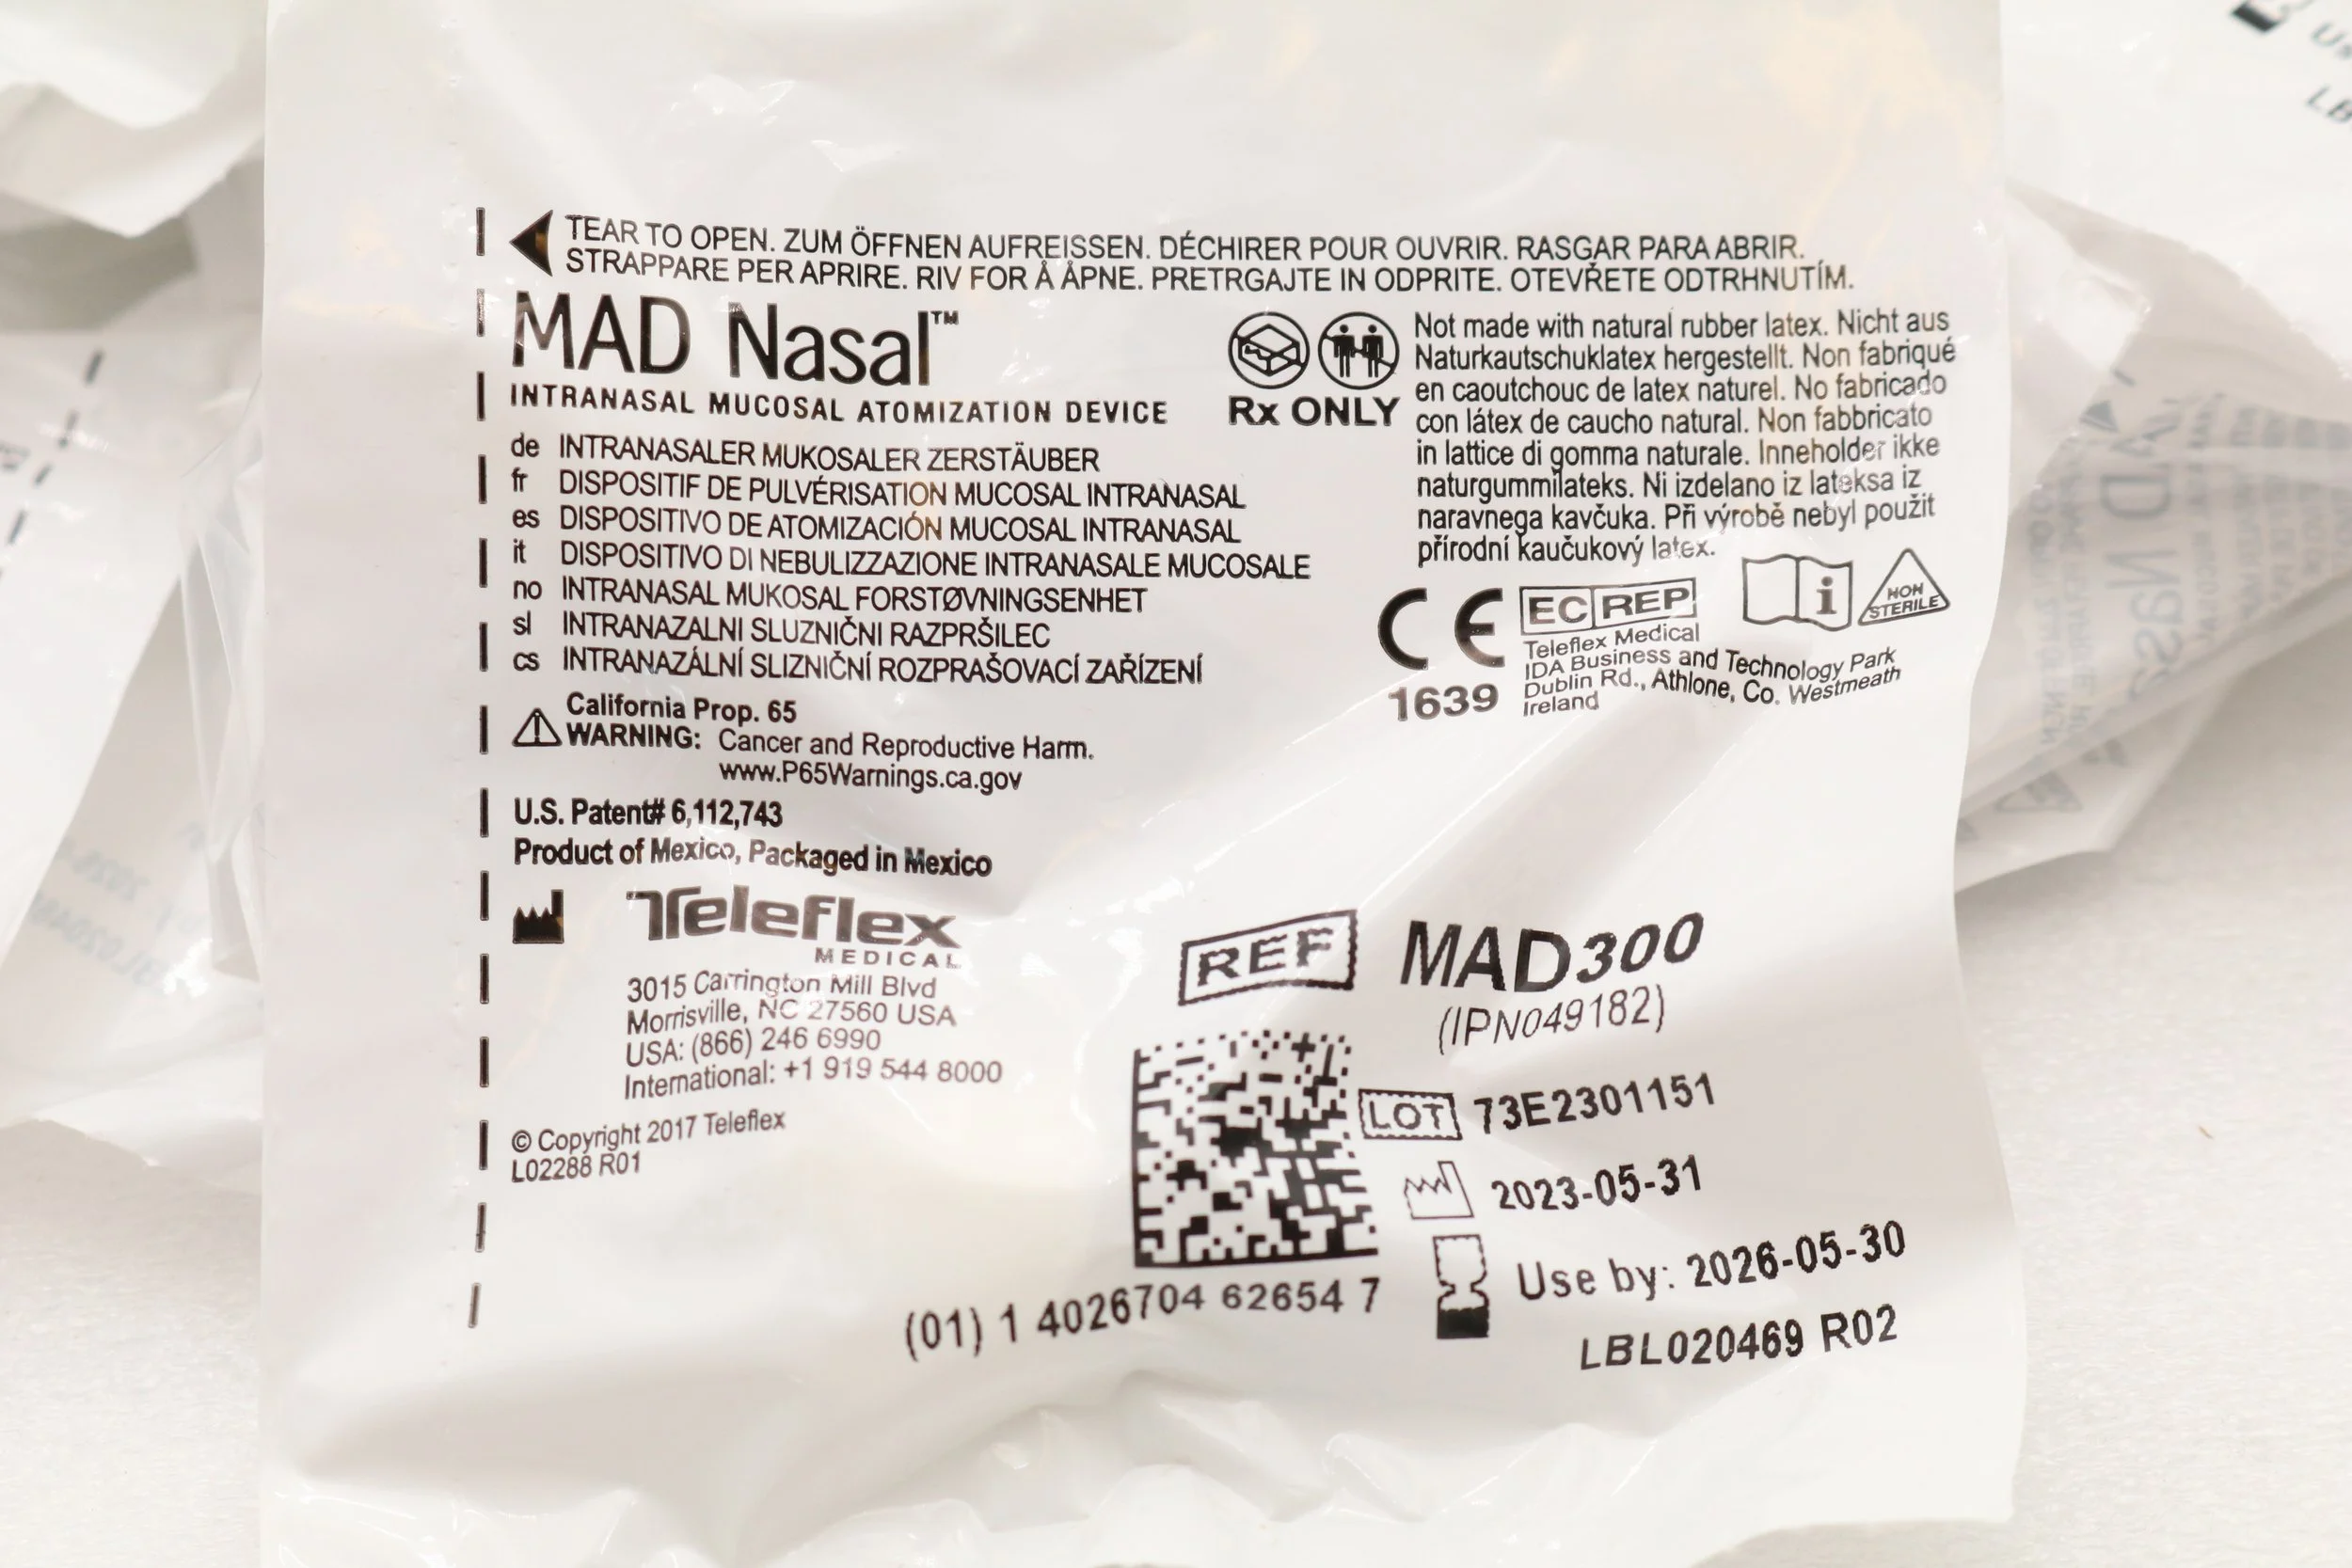 TEAR TO OPEN. ZUM ÖFFNEN AUFREISSEN. DÉCHIRER POUR OUVRIR. RASGAR PARA ABRIR.
STRAPPARE PER APRIRE. RIV FOR Å ÅPNE. PRETRGAJTE IN ODPRITE. OTEVŘETE ODTRHNUTÍM.
MAD Nasal™
INTRANASAL MUCOSAL ATOMIZATION DEVICE
de INTRANASALER MUKOSALER ZERSTÄUBER
fr DISPOSITIF DE PULVÉRISATION MUCOSAL INTRANASAL
es DISPOSITIVO DE ATOMIZACIÓN MUCOSAL INTRANASAL
it DISPOSITIVO DI NEBULIZZAZIONE INTRANASALE MUCOSALE
no INTRANASAL MUKOSAL FORSTØVNINGSENHET
sl INTRANAZALNI SLUZNIČNI RAZPRŠILEC
cs INTRANAZÁLNÍ SLIZNIČNÍ ROZPRAŠOVACÍ ZAŘÍZENÍ
Rx ONLY
Not made with natural rubber latex. Nicht aus
Naturkautschuklatex hergestellt. Non fabriqué
en caoutchouc de latex naturel. No fabricado
con látex de caucho natural. Non fabbricato
in lattice di gomma naturale. Inneholder ikke
naturgummilateks. Ni izdelano iz lateksa iz
naravnega kavčuka. Při výrobě nebyl použit
přírodní kaučukový latex.
CE
1639
EC REP
Teleflex Medical
IDA Business and Technology Park
Dublin Rd., Athlone, Co. Westmeath
Ireland
i
NON
STERILE
California Prop. 65
WARNING: Cancer and Reproductive Harm.
www.P65Warnings.ca.gov
U.S. Patent# 6,112,743
Product of Mexico, Packaged in Mexico
Teleflex
MEDICAL
3015 Carrington Mill Blvd
Morrisville, NC 27560 USA
USA: (866) 246 6990
International: +1 919 544 8000
© Copyright 2017 Teleflex
L02288 R01
REF MAD300
(IPN049182)
LOT 73E2301151
2023-05-31
Use by: 2026-05-30
(01) 1 4026704 62654 7
LBL020469 R02